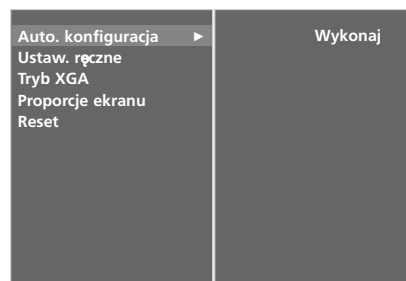 Auto. konfiguracja ► Wykonaj
Ustaw. ręczne
Tryb XGA
Proporcje ekranu
Reset